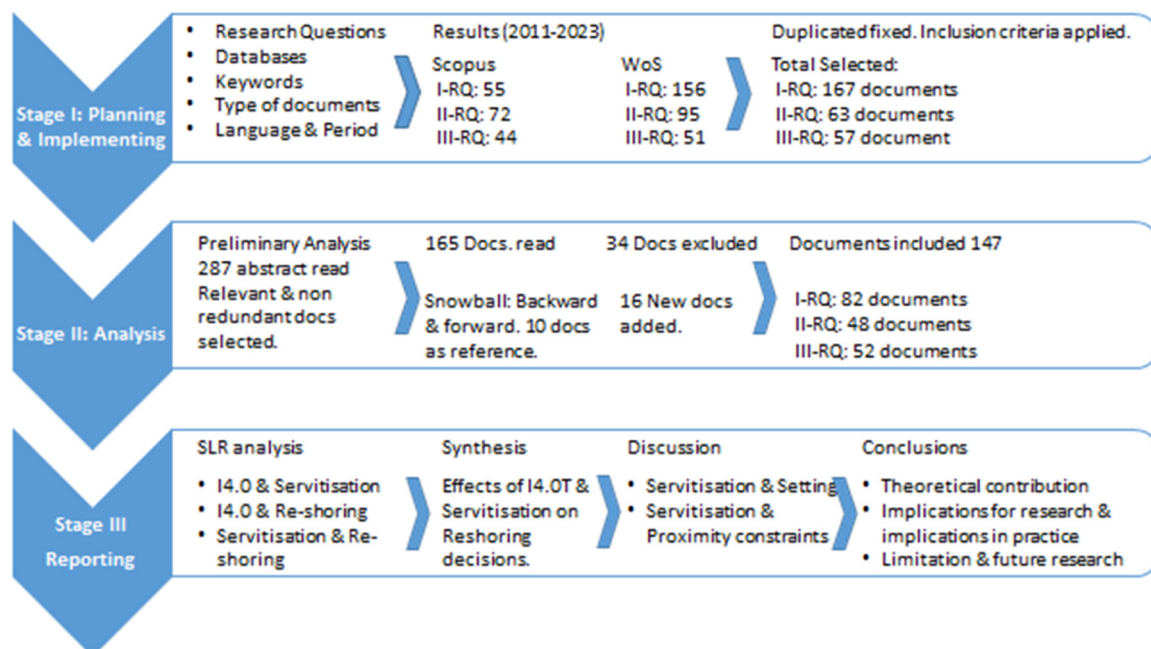 Stage I: Planning
& Implementing
• Research Questions
• Databases
• Keywords
• Type of documents
• Language & Period
Results (2011-2023)
Scopus
I-RQ: 55
II-RQ: 72
III-RQ: 44
WoS
I-RQ: 156
II-RQ: 95
III-RQ: 51
Duplicated fixed. Inclusion criteria applied.
Total Selected:
I-RQ: 167 documents
II-RQ: 63 documents
III-RQ: 57 document
Stage II: Analysis
Preliminary Analysis
287 abstract read
Relevant & non
redundant docs
selected.
165 Docs. read
Snowball: Backward
& forward. 10 docs
as reference.
34 Docs excluded
16 New docs
added.
Documents included 147
I-RQ: 82 documents
II-RQ: 48 documents
III-RQ: 52 documents
Stage III
Reporting
SLR analysis
• I4.0 & Servitisation
• I4.0 & Re-shoring
• Servitisation & Re-
shoring
Synthesis
Effects of I4.0T &
Servitisation on
Reshoring
decisions.
Discussion
• Servitisation & Setting
• Servitisation &
Proximity constraints
Conclusions
• Theoretical contribution
• Implications for research &
implications in practice
• Limitation & future research